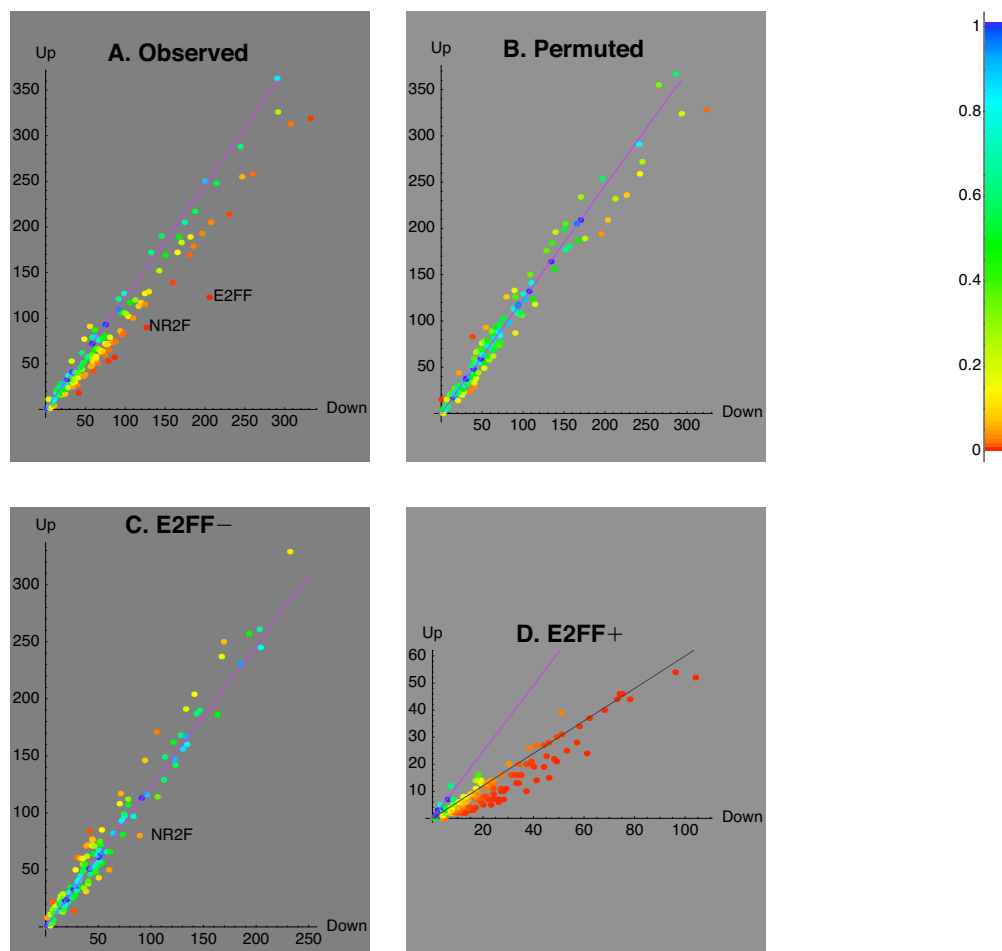 A. Observed
Up
350
300
250
200
150
100
50
E2FF
NR2F
50 100 150 200 250 300
Down
B. Permuted
Up
350
300
250
200
150
100
50
50 100 150 200 250 300
Down
1
0.8
0.6
0.4
0.2
0
C. E2FF−
Up
300
250
200
150
100
50
NR2F
50 100 150 200 250
Down
D. E2FF+
Up
60
50
40
30
20
10
20 40 60 80 100
Down